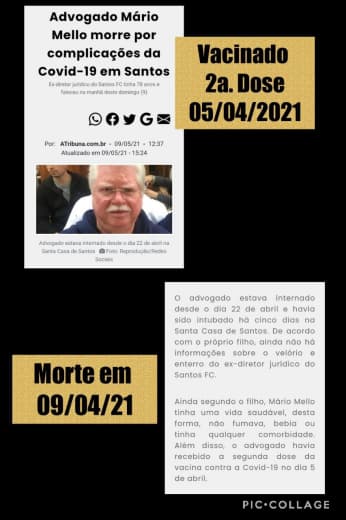 Advogado Mário
Mello morre por
complicações da
Covid-19 em Santos
Ex-diretor jurídico do Santos FC tinha 78 anos e
faleceu na manhã deste domingo (9)
Por: ATribuna.com.br - 09/05/21 - 12:37
Atualizado em 09/05/21 - 15:24
Advogado estava internado desde o dia 22 de abril na
Santa Casa de Santos Foto: Reprodução/Redes
Sociais
Vacinado
2a. Dose
05/04/2021
O advogado estava internado
desde o dia 22 de abril e havia
sido intubado há cinco dias na
Santa Casa de Santos. De acordo
com o próprio filho, ainda não há
informações sobre o velório e
enterro do ex-diretor jurídico do
Santos FC.
Ainda segundo o filho, Mário Mello
tinha uma vida saudável, desta
forma, não fumava, bebia ou
tinha qualquer comorbidade.
Além disso, o advogado havia
recebido a segunda dose da
vacina contra a Covid-19 no dia 5
de abril.
Morte em
09/04/21
PIC•COLLAGE